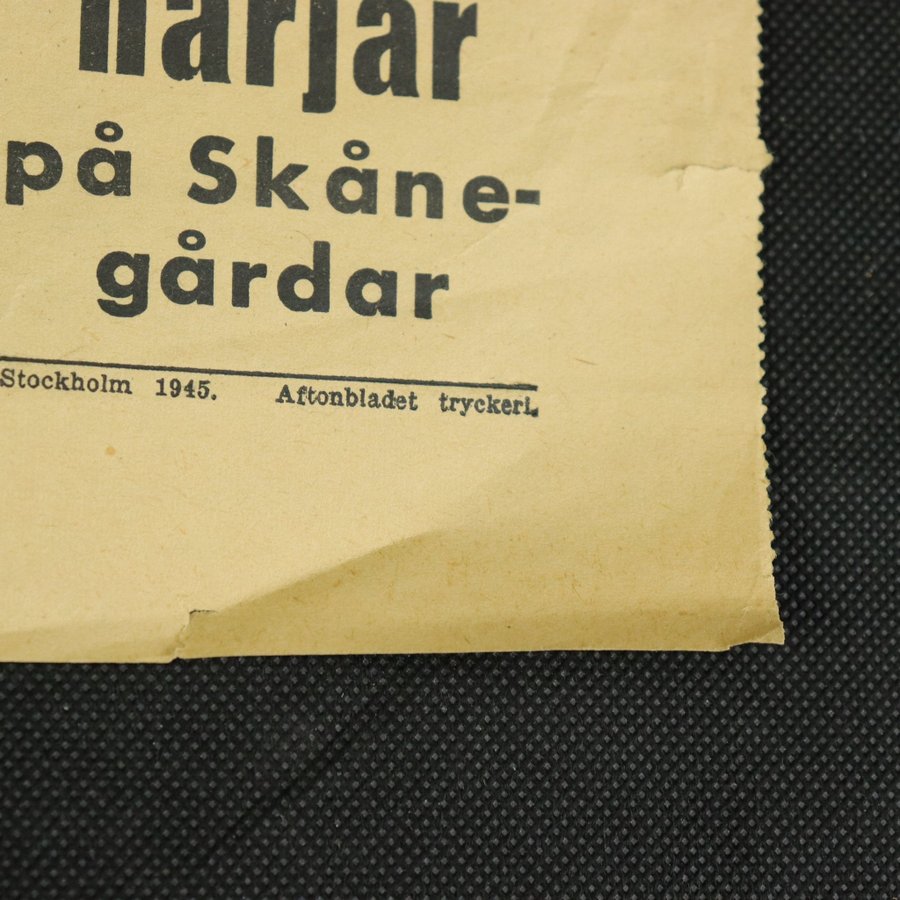 härjar
på Skåne-
gårdar
Stockholm 1945. Aftonbladet tryckeri.